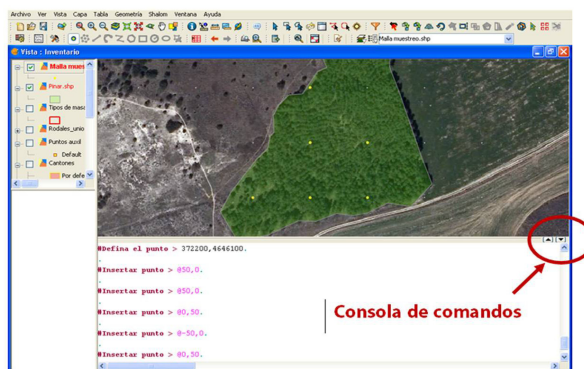 Archivo Ver Vista Capa Tabla Geometría Shalom Ventana Ayuda
Malla muestreo.shp
Vista : Inventario
Malla mues
Pinar.shp
Tipos de masa
Rodales_unio
Puntos auxil
Default
Cantones
Por defe
#Defina el punto > 372200,4646100.
.
#Insertar punto > @50,0.
.
#Insertar punto > @50,0.
.
#Insertar punto > @0,50.
.
#Insertar punto > @-50,0.
.
#Insertar punto > @0,50.
Consola de comandos